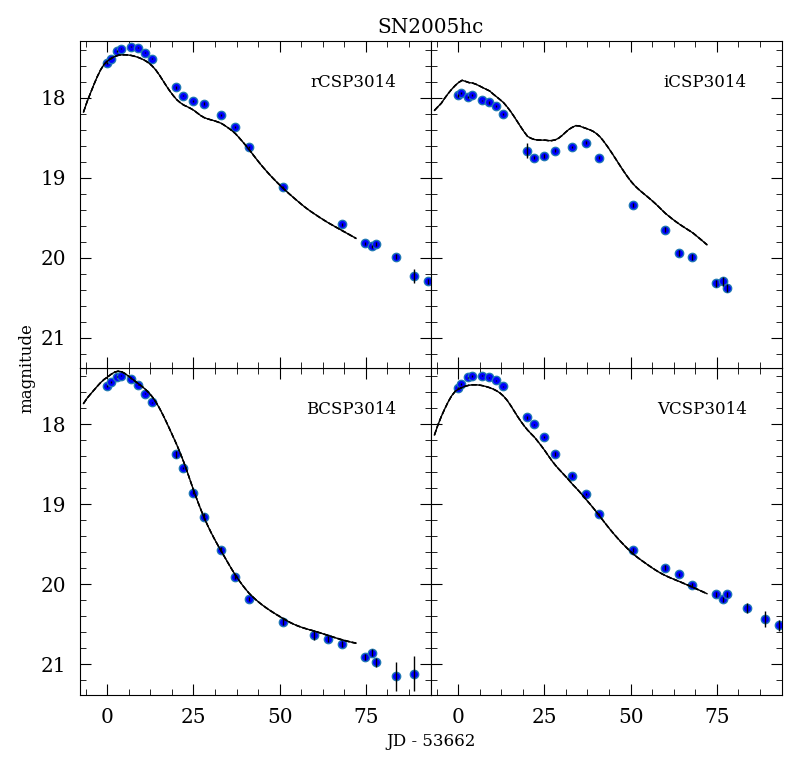 SN2005hc
rCSP3014
iCSP3014
18
19
20
21
BCSP3014
VCSP3014
18
19
20
21
magnitude
0 25 50 75 0 25 50 75
JD - 53662